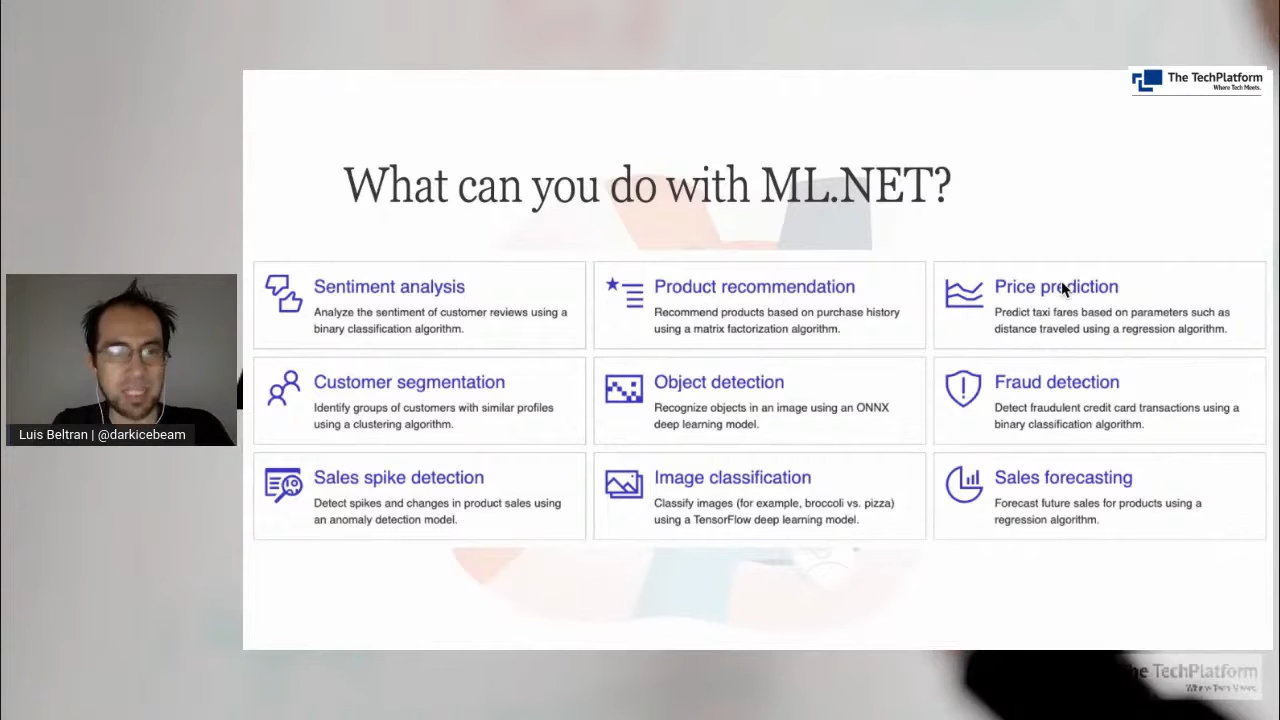 The TechPlatform
Where Tech Meets.
What can you do with ML.NET?
Sentiment analysis
Analyze the sentiment of customer reviews using a
binary classification algorithm.
Product recommendation
Recommend products based on purchase history
using a matrix factorization algorithm.
Price prediction
Predict taxi fares based on parameters such as
distance traveled using a regression algorithm.
Customer segmentation
Identify groups of customers with similar profiles
using a clustering algorithm.
Object detection
Recognize objects in an image using an ONNX
deep learning model.
Fraud detection
Detect fraudulent credit card transactions using a
binary classification algorithm.
Luis Beltran | @darkicebeam
Sales spike detection
Detect spikes and changes in product sales using
an anomaly detection model.
Image classification
Classify images (for example, broccoli vs. pizza)
using a TensorFlow deep learning model.
Sales forecasting
Forecast future sales for products using a
regression algorithm.
he TechPlatform
Where Tech Meets.